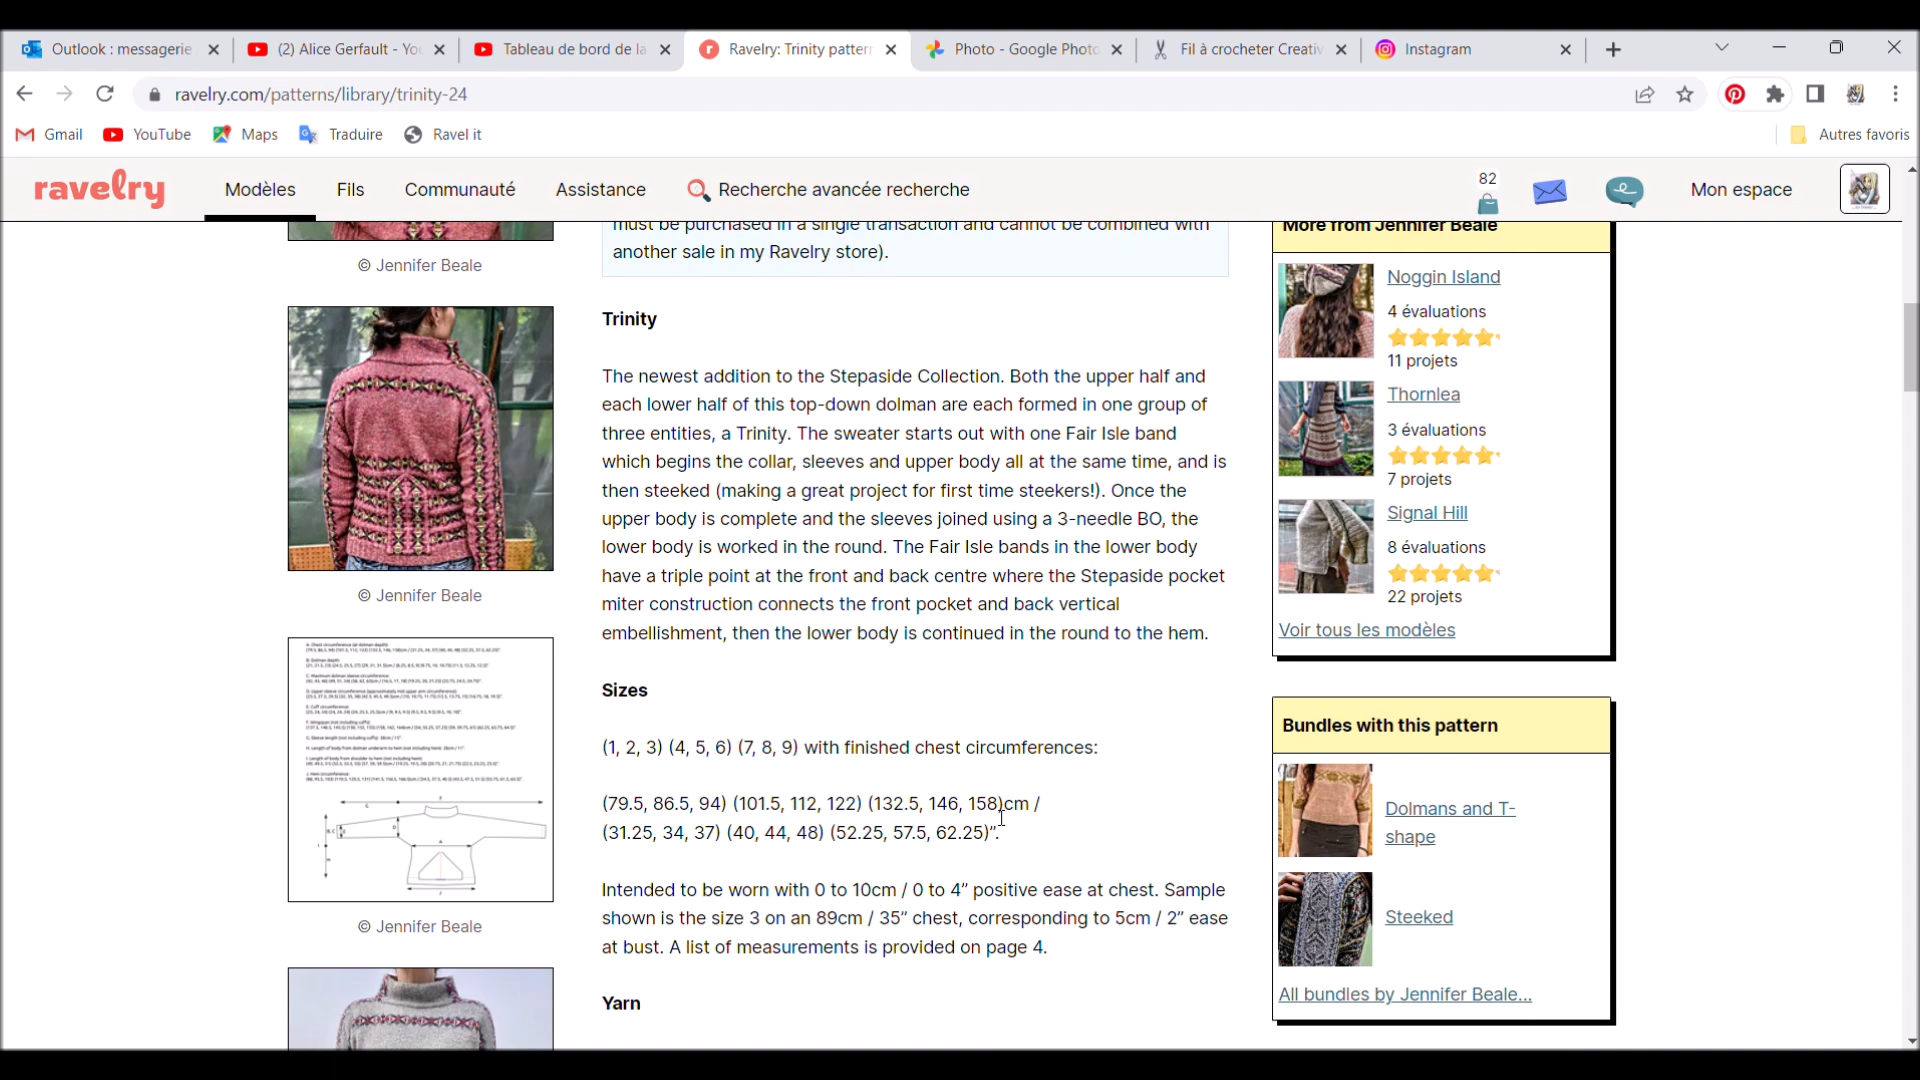 Outlook : messagerie
(2) Alice Gerfault - You
Tableau de bord de la
Ravelry: Trinity pattern
Photo - Google Photo
Fil à crocheter Creativ
Instagram
ravelry.com/patterns/library/trinity-24
Gmail
YouTube
Maps
Traduire
Ravel it
Autres favoris
ravelry
Modèles
Fils
Communauté
Assistance
Recherche avancée recherche
82
Mon espace
© Jennifer Beale
© Jennifer Beale
© Jennifer Beale
must be purchased in a single transaction and cannot be combined with
another sale in my Ravelry store).
Trinity
The newest addition to the Stepaside Collection. Both the upper half and
each lower half of this top-down dolman are each formed in one group of
three entities, a Trinity. The sweater starts out with one Fair Isle band
which begins the collar, sleeves and upper body all at the same time, and is
then steeked (making a great project for first time steekers!). Once the
upper body is complete and the sleeves joined using a 3-needle BO, the
lower body is worked in the round. The Fair Isle bands in the lower body
have a triple point at the front and back centre where the Stepaside pocket
miter construction connects the front pocket and back vertical
embellishment, then the lower body is continued in the round to the hem.
Sizes
(1, 2, 3) (4, 5, 6) (7, 8, 9) with finished chest circumferences:
(79.5, 86.5, 94) (101.5, 112, 122) (132.5, 146, 158)cm /
(31.25, 34, 37) (40, 44, 48) (52.25, 57.5, 62.25)”.
Intended to be worn with 0 to 10cm / 0 to 4” positive ease at chest. Sample
shown is the size 3 on an 89cm / 35” chest, corresponding to 5cm / 2” ease
at bust. A list of measurements is provided on page 4.
Yarn
More from Jennifer Beale
Noggin Island
4 évaluations
11 projets
Thornlea
3 évaluations
7 projets
Signal Hill
8 évaluations
22 projets
Voir tous les modèles
Bundles with this pattern
Dolmans and T-
shape
Steeked
All bundles by Jennifer Beale...